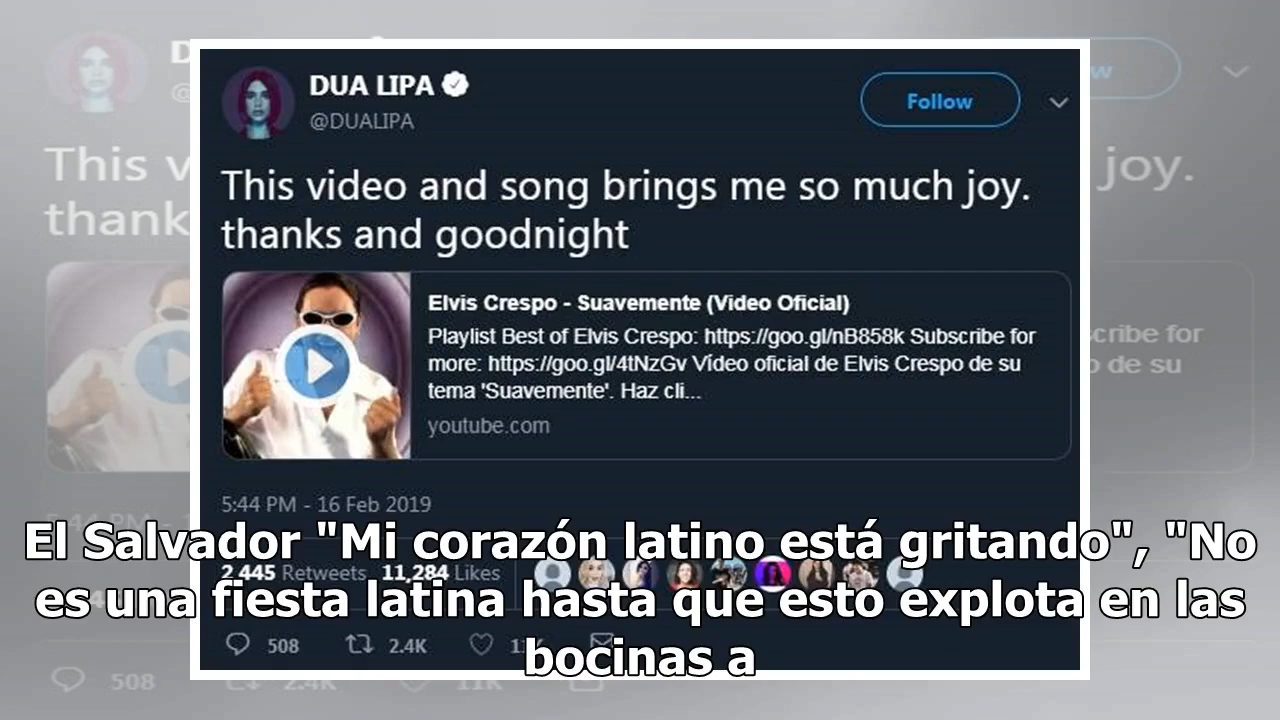 DUA LIPA
@DUALIPA
Follow
This video and song brings me so much joy.
thanks and goodnight
Elvis Crespo - Suavemente (Video Oficial)
Playlist Best of Elvis Crespo: https://goo.gl/nB858k Subscribe for
more: https://goo.gl/4tNzGv Vídeo oficial de Elvis Crespo de su
tema 'Suavemente'. Haz cli...
youtube.com
5:44 PM - 16 Feb 2019
2,445 Retweets 11,284 Likes
508 2.4K
El Salvador "Mi corazón latino está gritando", "No
es una fiesta latina hasta que esto explota en las
bocinas a